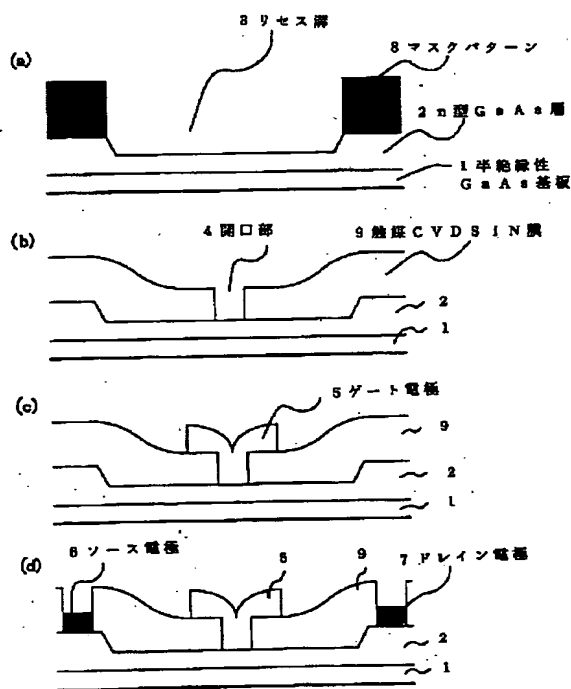 3 リセス溝
(a)
8 マスクパターン
2 n型GaAs層
1 半絶縁性
GaAs基板
(b)
4 開口部
9 触媒CVDSIN膜
2
1
(c)
5 ゲート電極
9
2
1
(d)
6 ソース電極
5
9
7 ドレイン電極
2
1